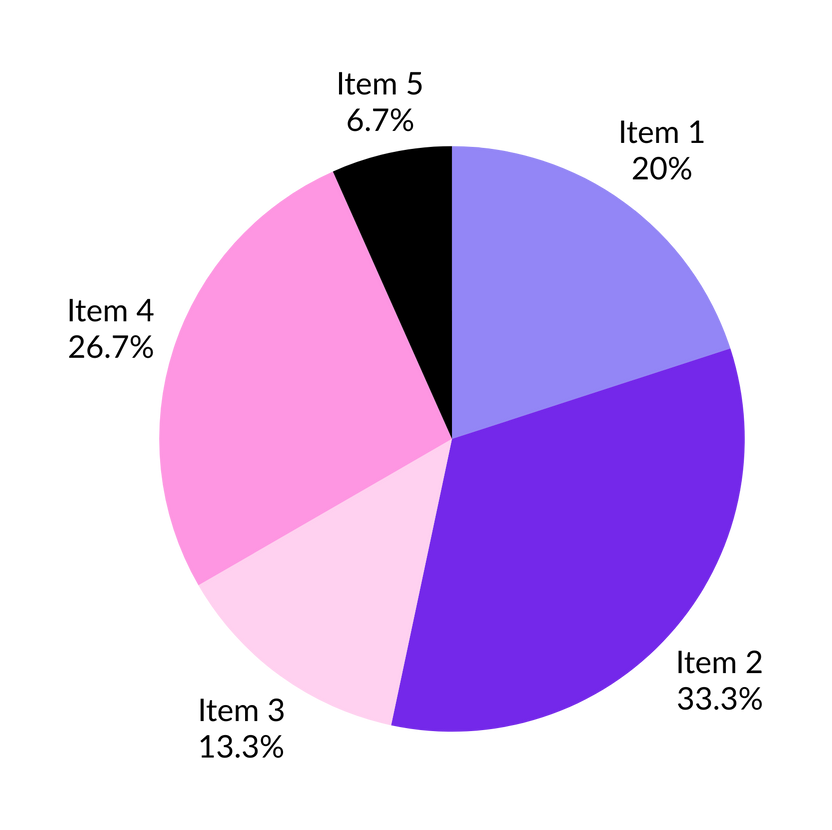 Item 5
6.7%
Item 1
20%
Item 4
26.7%
Item 2
33.3%
Item 3
13.3%